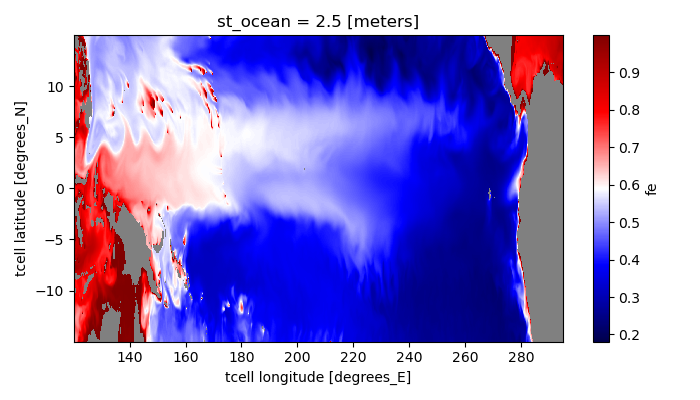 st_ocean = 2.5 [meters]
10
5
0
−5
−10
tcell latitude [degrees_N]
140 160 180 200 220 240 260 280
tcell longitude [degrees_E]
0.9
0.8
0.7
0.6
0.5
0.4
0.3
0.2
fe